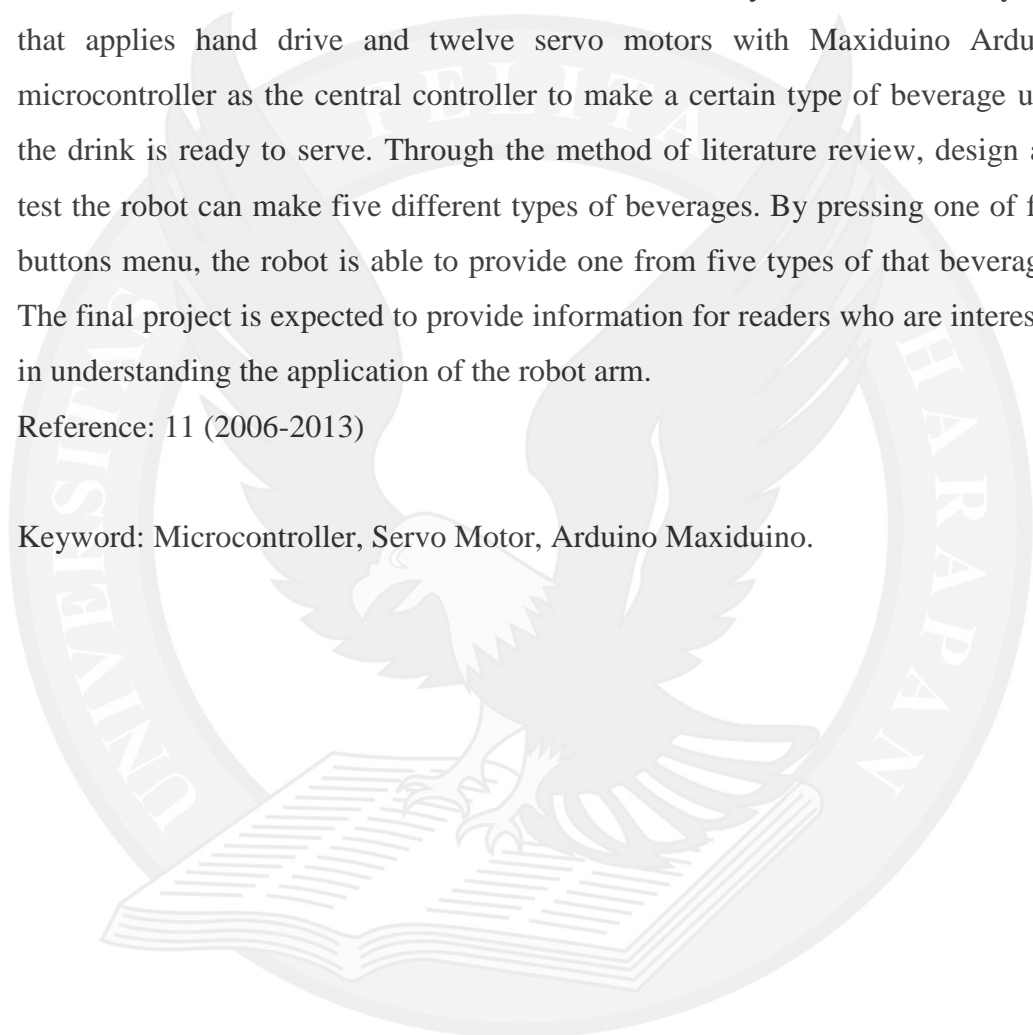 that applies hand drive and twelve servo motors with Maxiduino Ardu
microcontroller as the central controller to make a certain type of beverage u
the drink is ready to serve. Through the method of literature review, design a
test the robot can make five different types of beverages. By pressing one of f
buttons menu, the robot is able to provide one from five types of that beverag
The final project is expected to provide information for readers who are interes
in understanding the application of the robot arm.
Reference: 11 (2006-2013)
Keyword: Microcontroller, Servo Motor, Arduino Maxiduino.
UNIVERSITAS PELITA HARAPAN